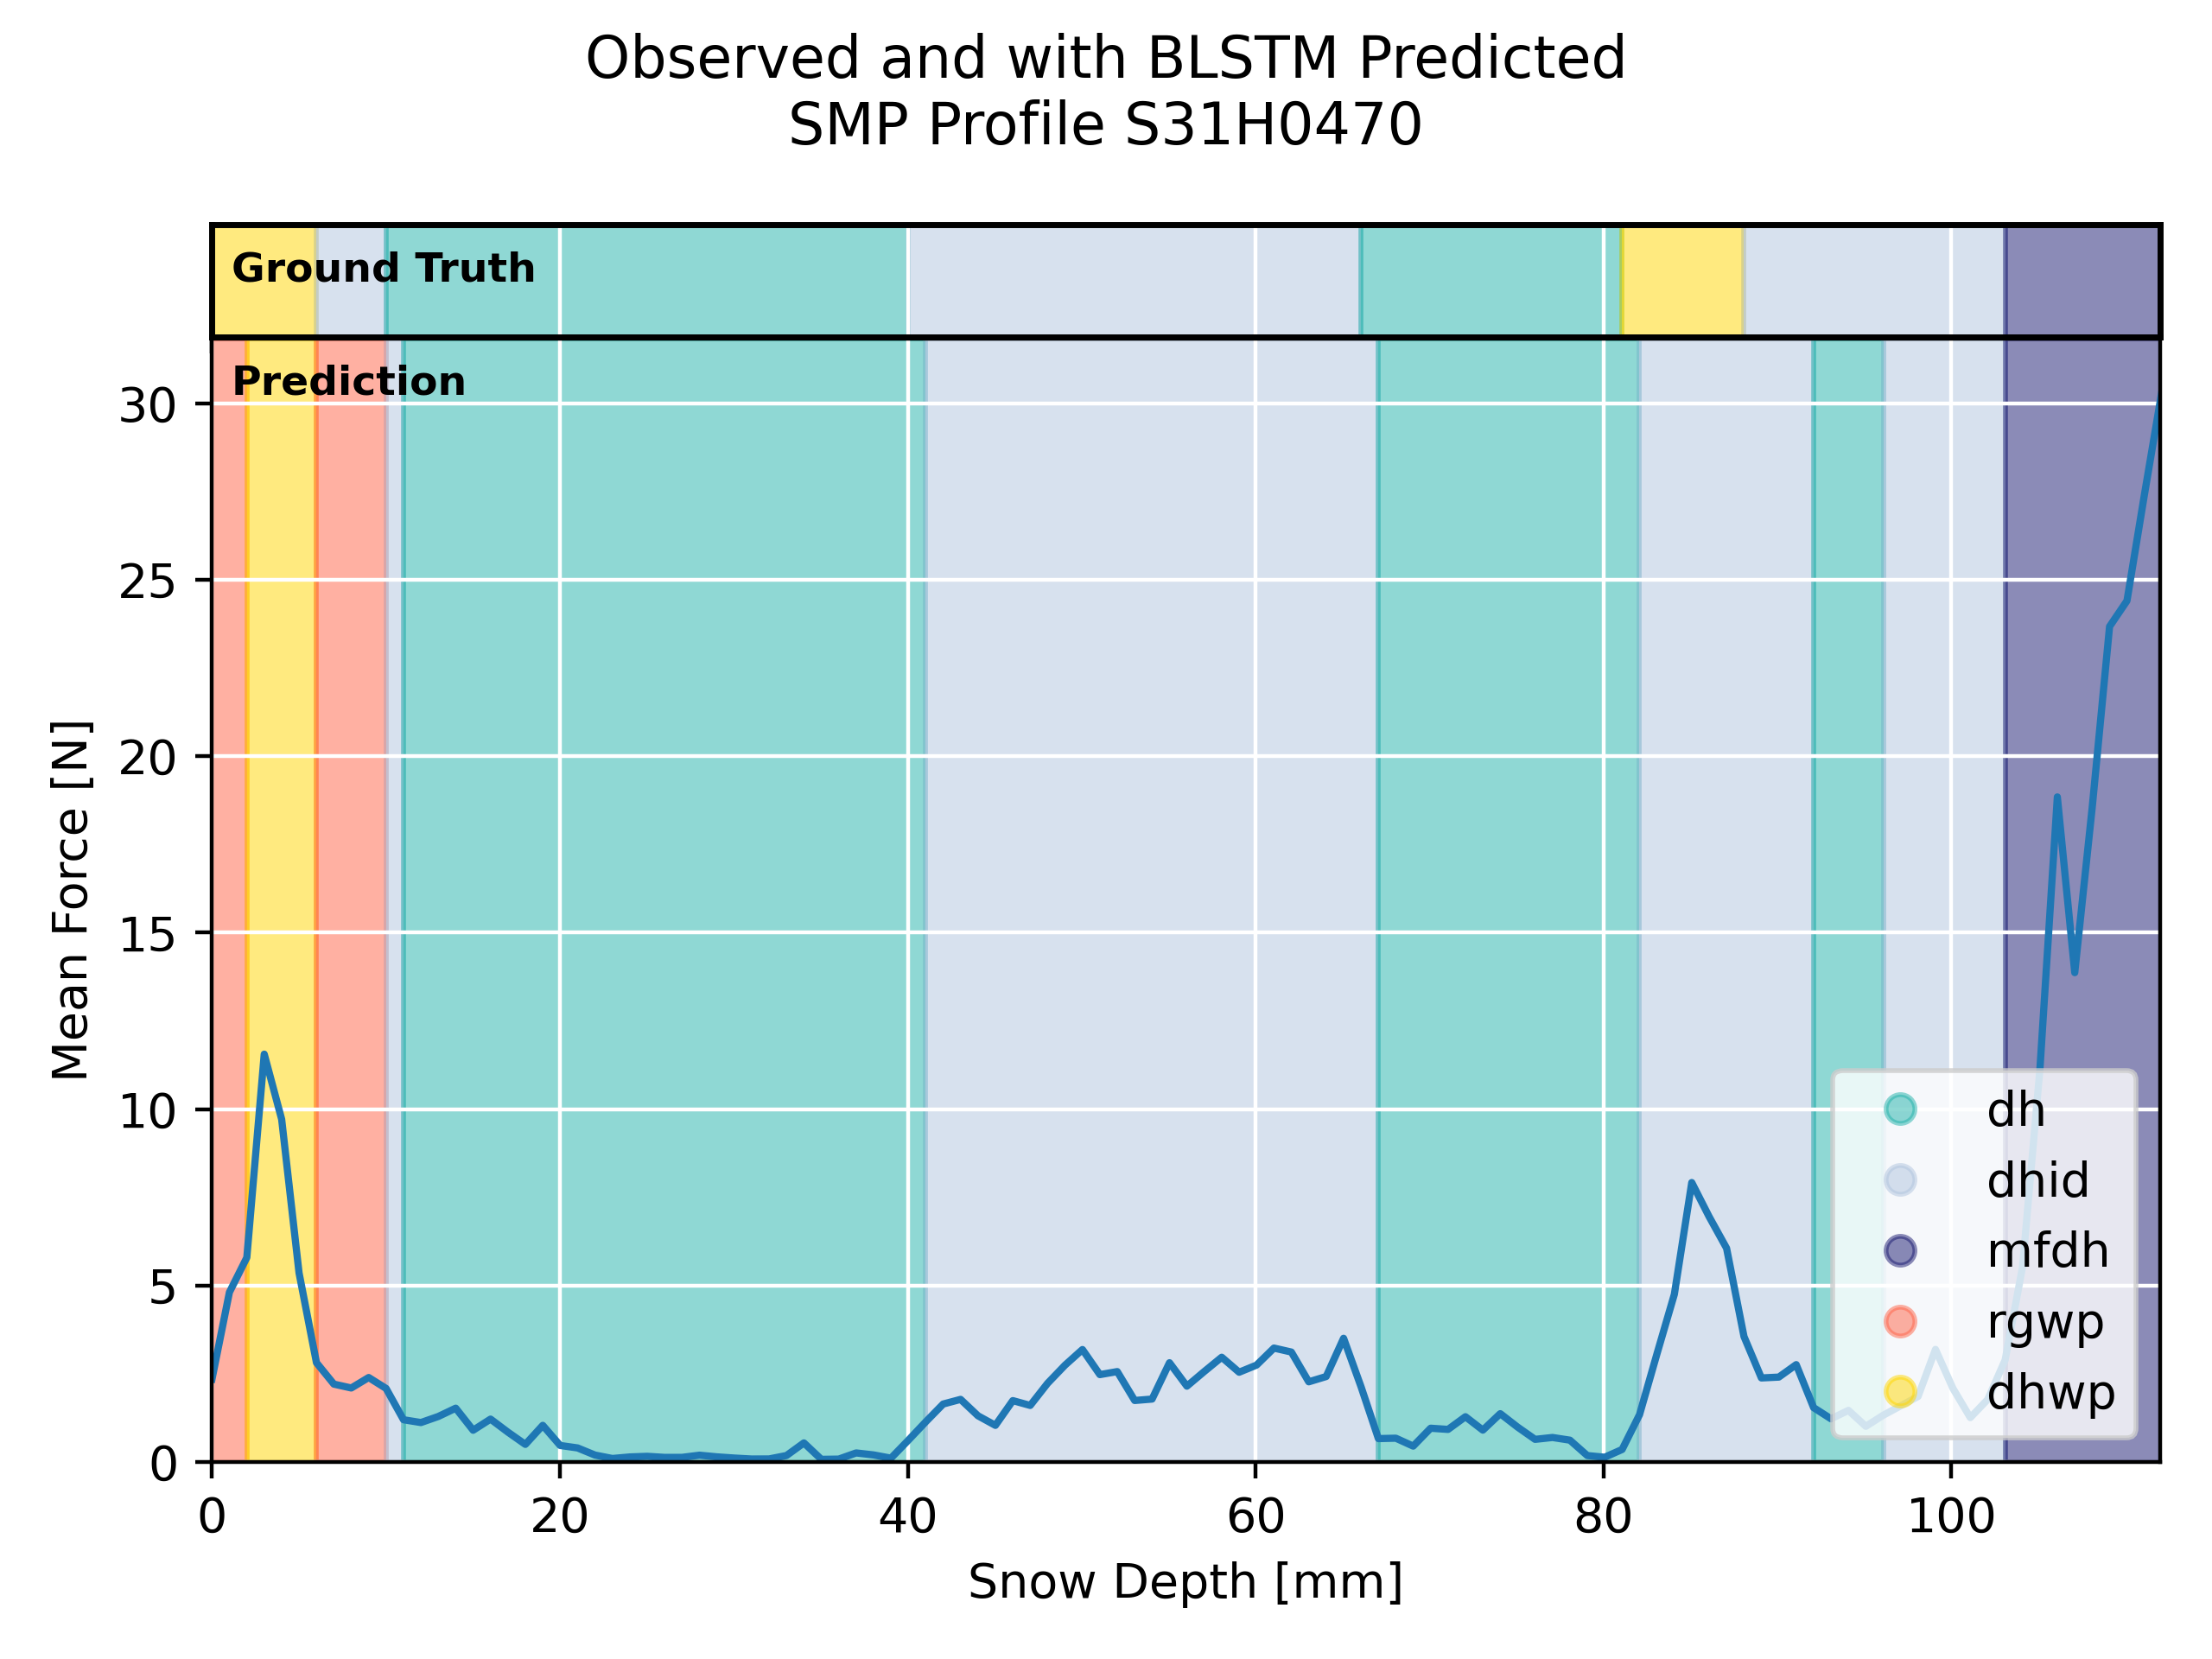 Observed and with BLSTM Predicted
SMP Profile S31H0470
Ground Truth
Prediction
30
25
20
15
10
5
0
Mean Force [N]
dh
dhid
mfdh
rgwp
dhwp
0 20 40 60 80 100
Snow Depth [mm]